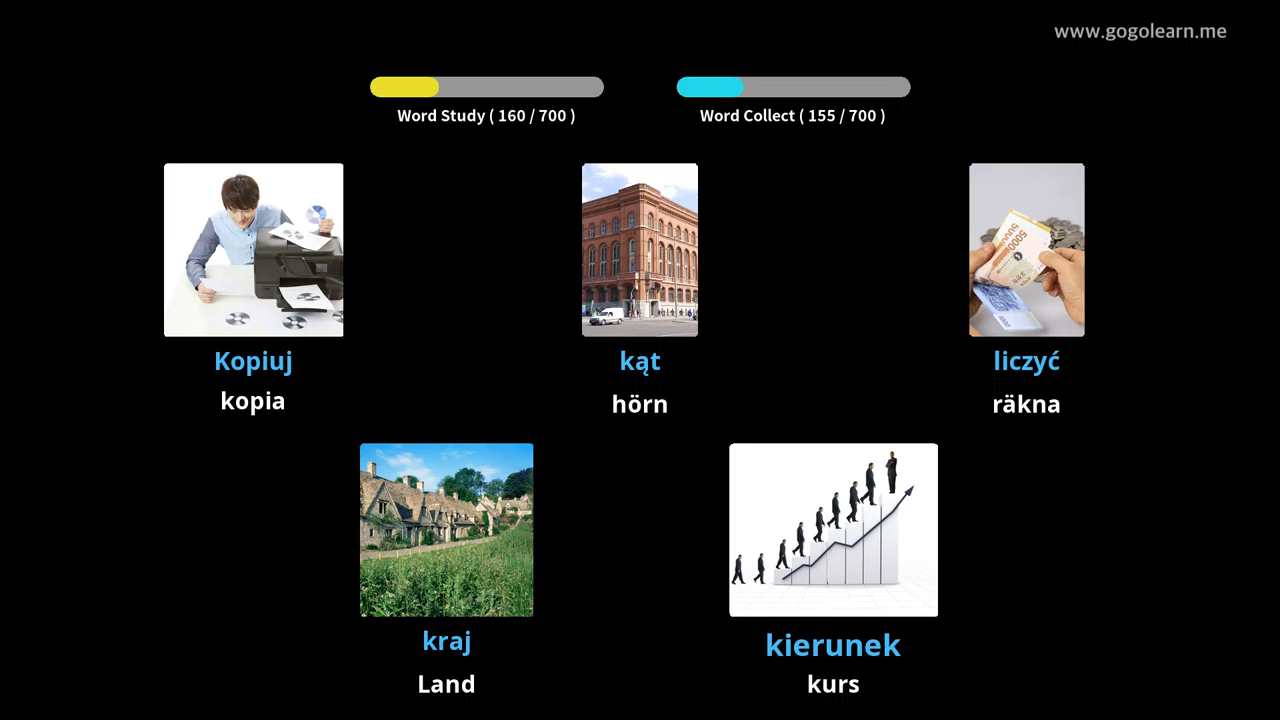 www.gogolearn.me
Word Study ( 160 / 700 )
Word Collect ( 155 / 700 )
Kopiuj
kopia
kąt
hörn
liczyć
räkna
kraj
Land
kierunek
kurs